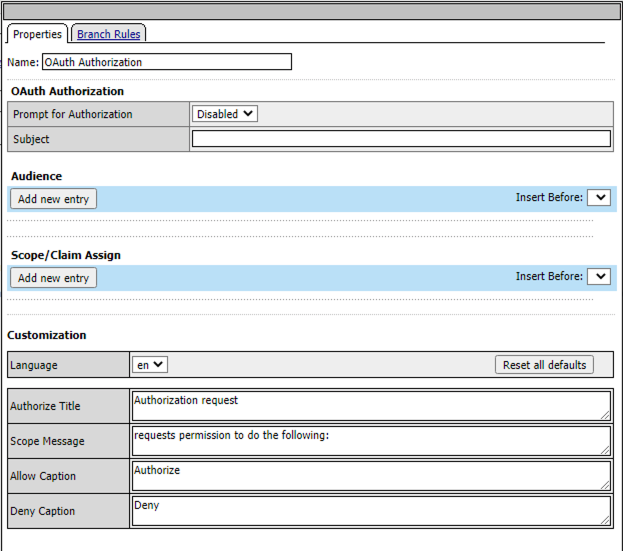 Properties Branch Rules
Name: OAuth Authorization
OAuth Authorization
Prompt for Authorization Disabled
Subject
Audience
Add new entry Insert Before:
Scope/Claim Assign
Add new entry Insert Before:
Customization
Language en Reset all defaults
Authorize Title Authorization request
Scope Message requests permission to do the following:
Allow Caption Authorize
Deny Caption Deny